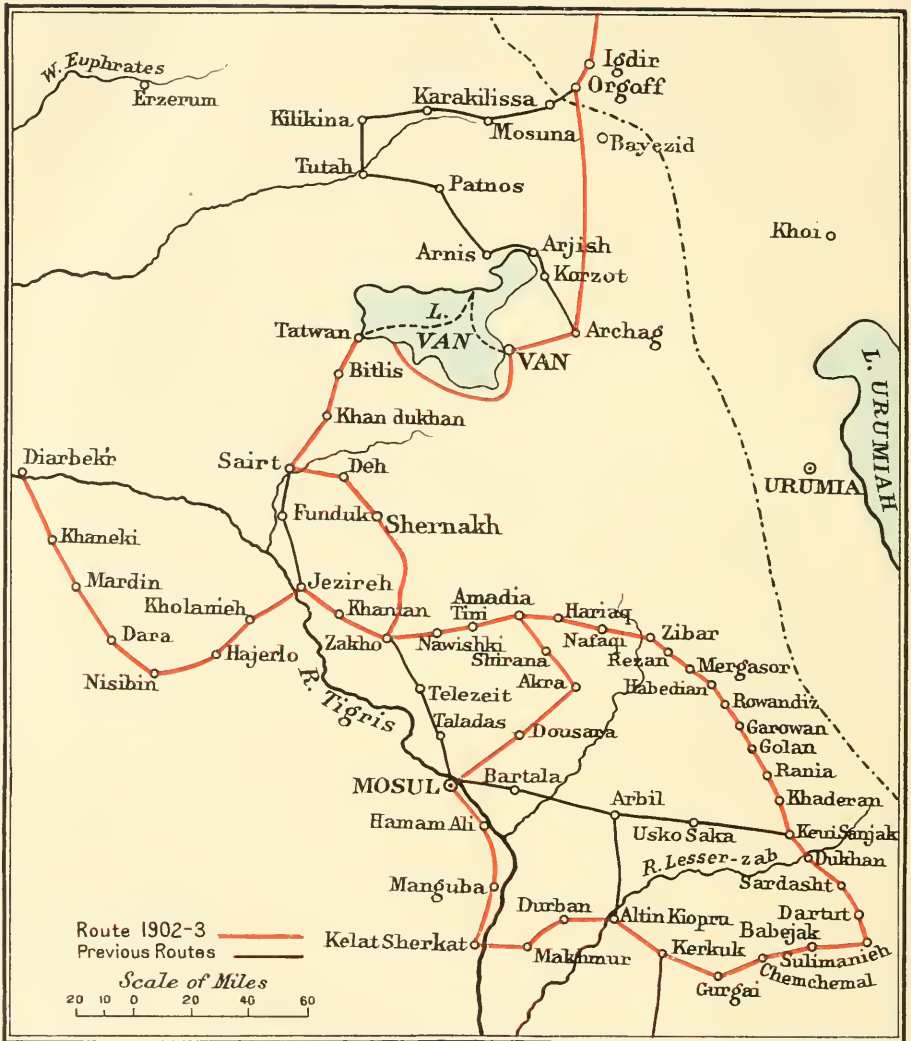 W. Euphrates
Erzerum
Igdir
Orgoff
Karakilissa
Kilikina
Mosuna
Bayezid
Tutah
Patnos
Khoi
Arnis
Arjish
Korzot
Tatwan
L.
VAN
VAN
Archag
Bitlis
Khan dukhan
L. URUMIAH
Diarbek'r
Sairt
Deh
URUMIA
Funduk
Shernakh
Khaneki
Mardin
Jezireh
Kholanieh
Khantan
Amadia
Tini
Hariaq
Dara
Zakho
Nawishki
Nafaqi
Zibar
Hajerlo
Shirana
Rezan
Mergasor
Nisibin
R. Tigris
Telezeit
Akra
Habedian
Rowandiz
Taladas
Dousara
Garowan
Golan
MOSUL
Bartala
Rania
Arbil
Khaderan
Hamam Ali
Usko Saka
Keui Sanjak
R. Lesser-zab
Dukhan
Manguba
Sardasht
Durban
Altin Kiopru
Dartut
Babejak
Kelat Sherkat
Makhmur
Kerkuk
Sulimanieh
Chemchemal
Gurgai
Route 1902-3
Previous Routes
Scale of Miles
20 10 0 20 40 60